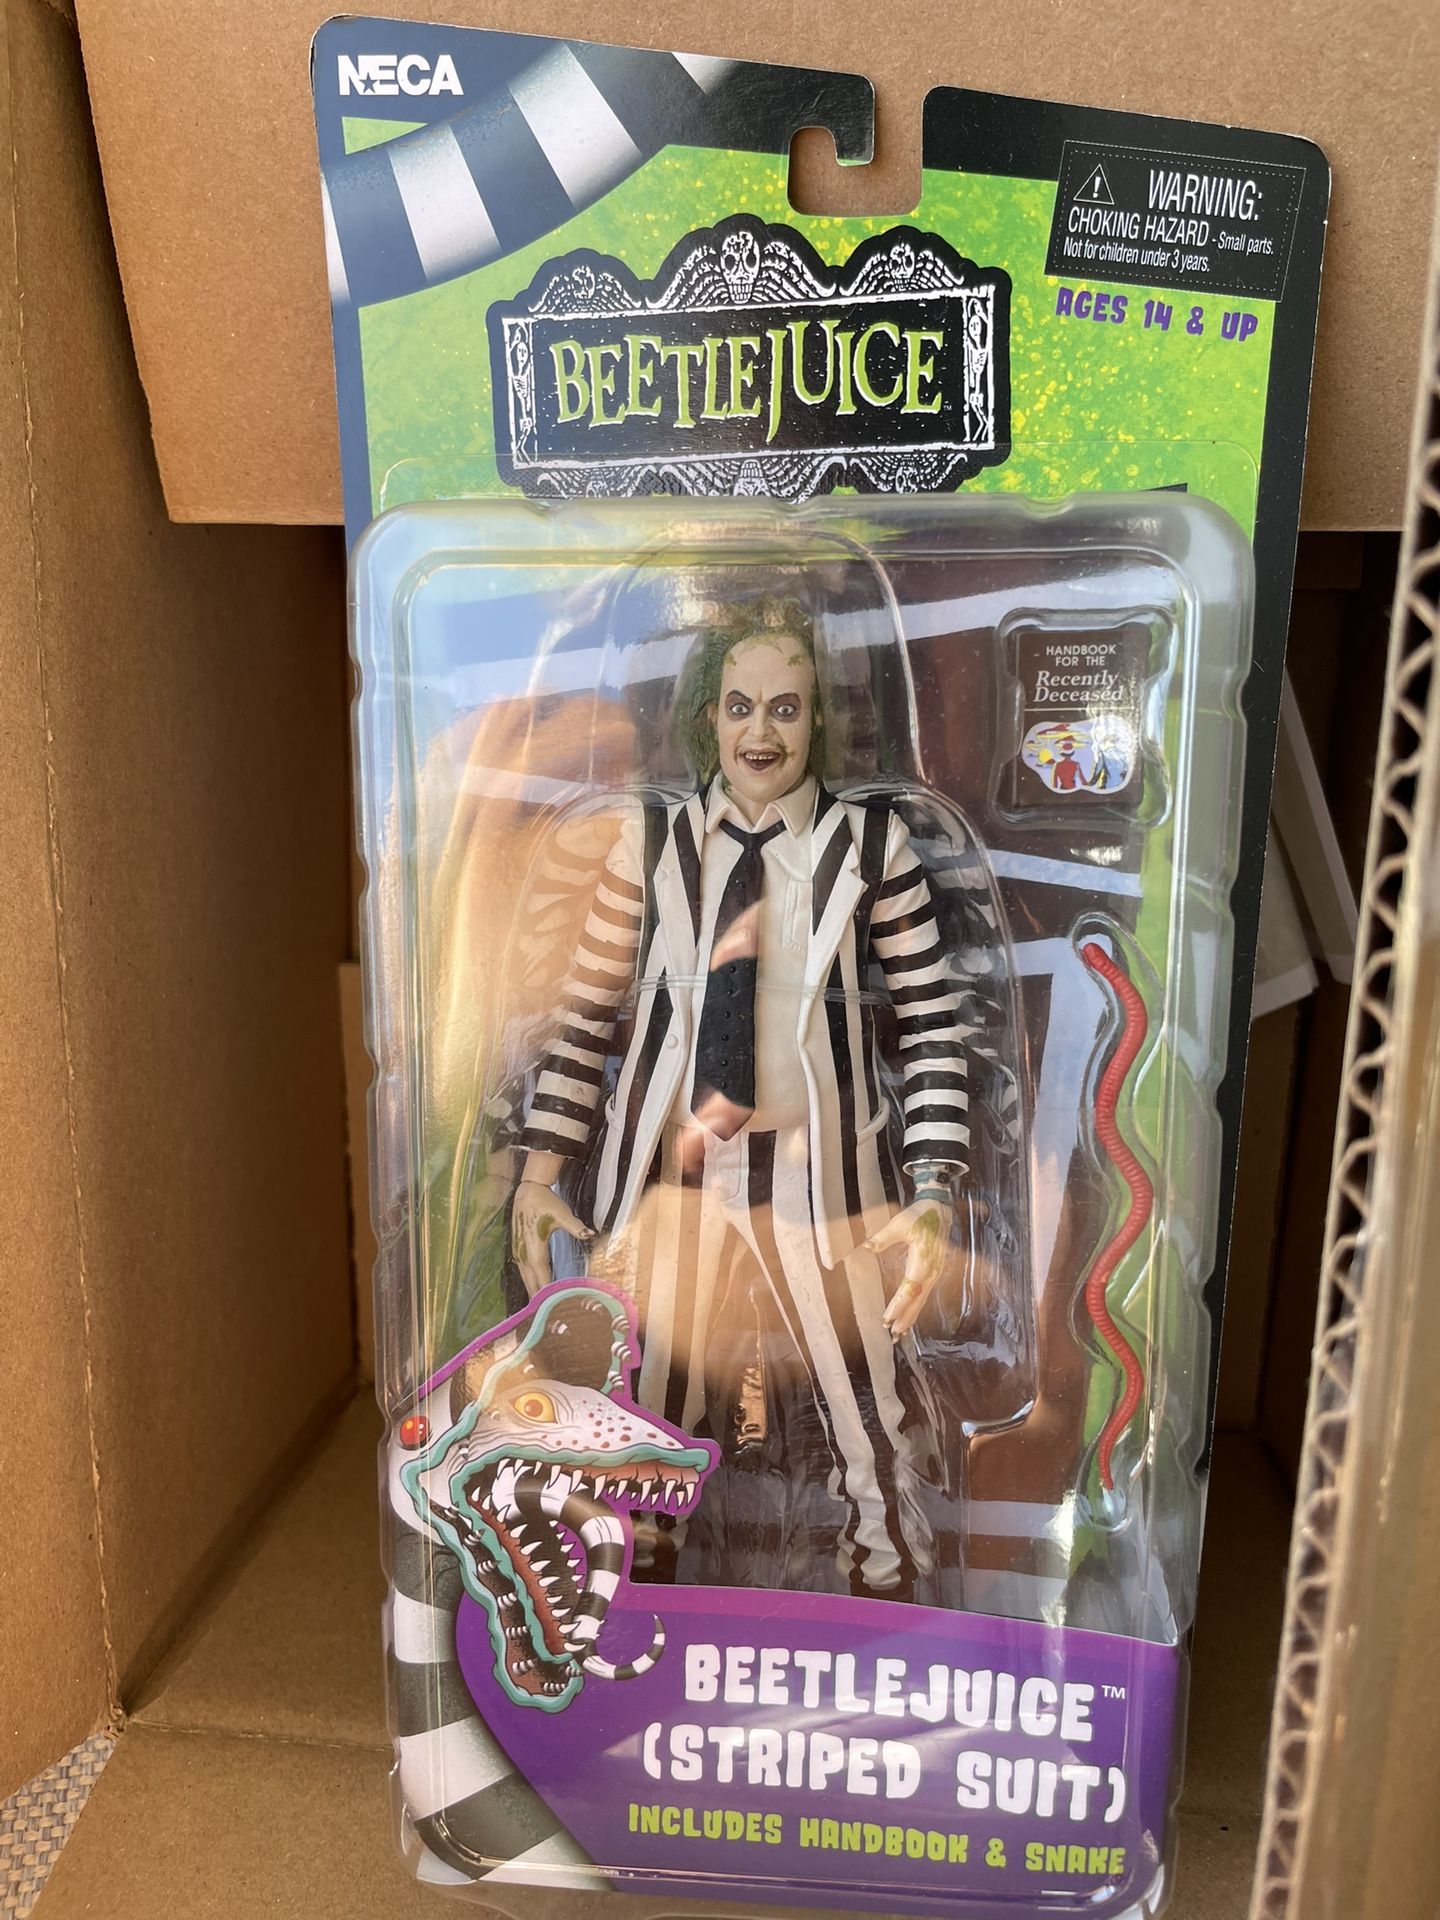 NECA
WARNING:
CHOKING HAZARD - Small parts.
Not for children under 3 years.
AGES 14 & UP
BEETLEJUICE
HANDBOOK
FOR THE
Recently
Deceased
BEETLEJUICE™
(STRIPED SUIT)
INCLUDES HANDBOOK & SNAKE